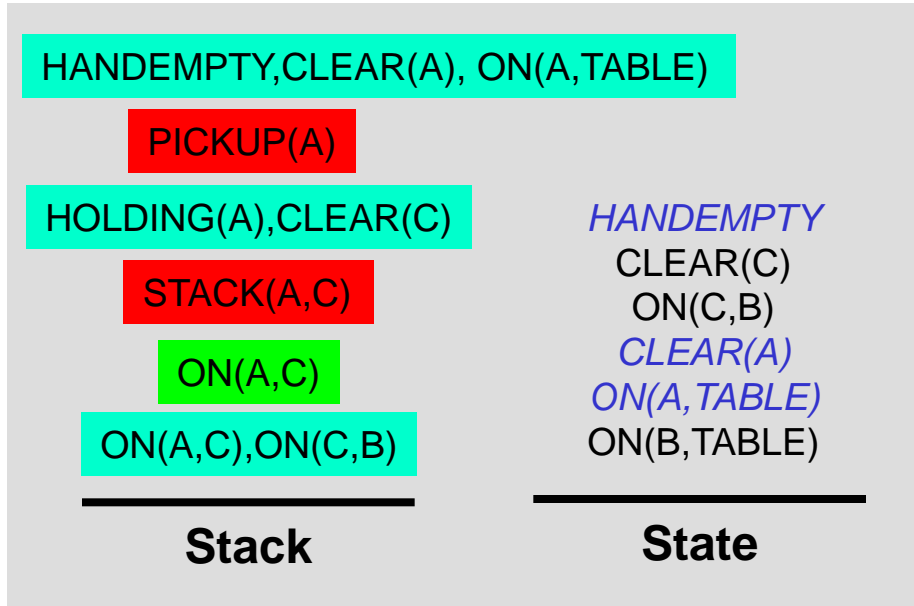 HANDEMPTY,CLEAR(A), ON(A,TABLE)
PICKUP(A)
HOLDING(A),CLEAR(C)
STACK(A,C)
ON(A,C)
ON(A,C),ON(C,B)
Stack
HANDEMPTY
CLEAR(C)
ON(C,B)
CLEAR(A)
ON(A,TABLE)
ON(B,TABLE)
State